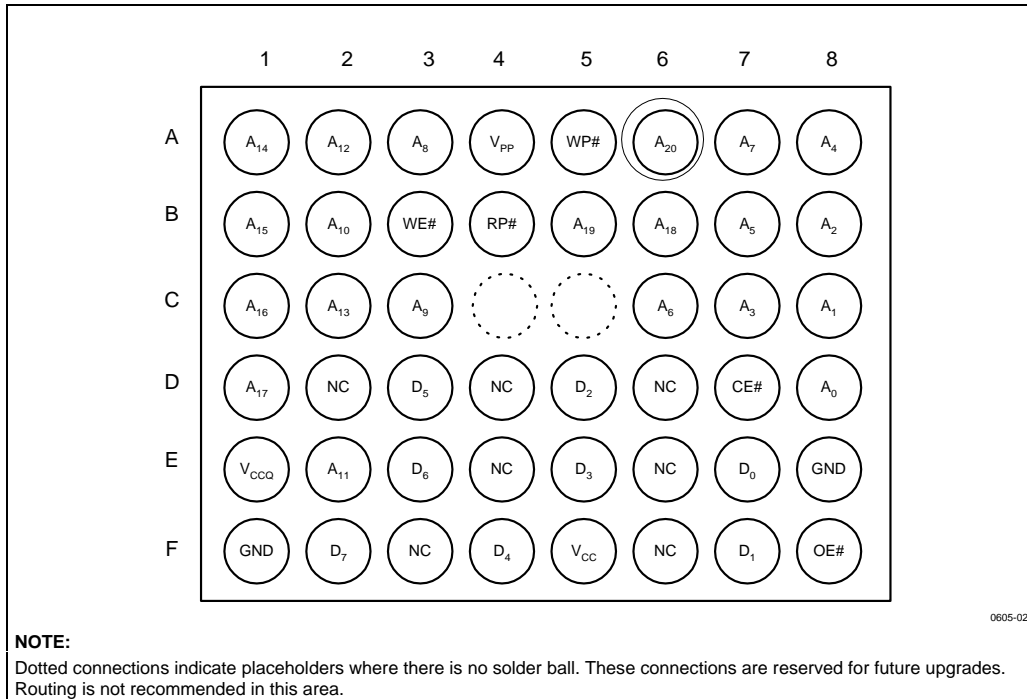 1 2 3 4 5 6 7 8
A A14 A12 A8 VPP WP# A20 A7 A4
B A15 A10 WE# RP# A19 A18 A5 A2
C A16 A13 A9 A6 A3 A1
D A17 NC D5 NC D2 NC CE# A0
E VCCQ A11 D6 NC D3 NC D0 GND
F GND D7 NC D4 VCC NC D1 OE#
0605-02
NOTE:
Dotted connections indicate placeholders where there is no solder ball. These connections are reserved for future upgrades.
Routing is not recommended in this area.